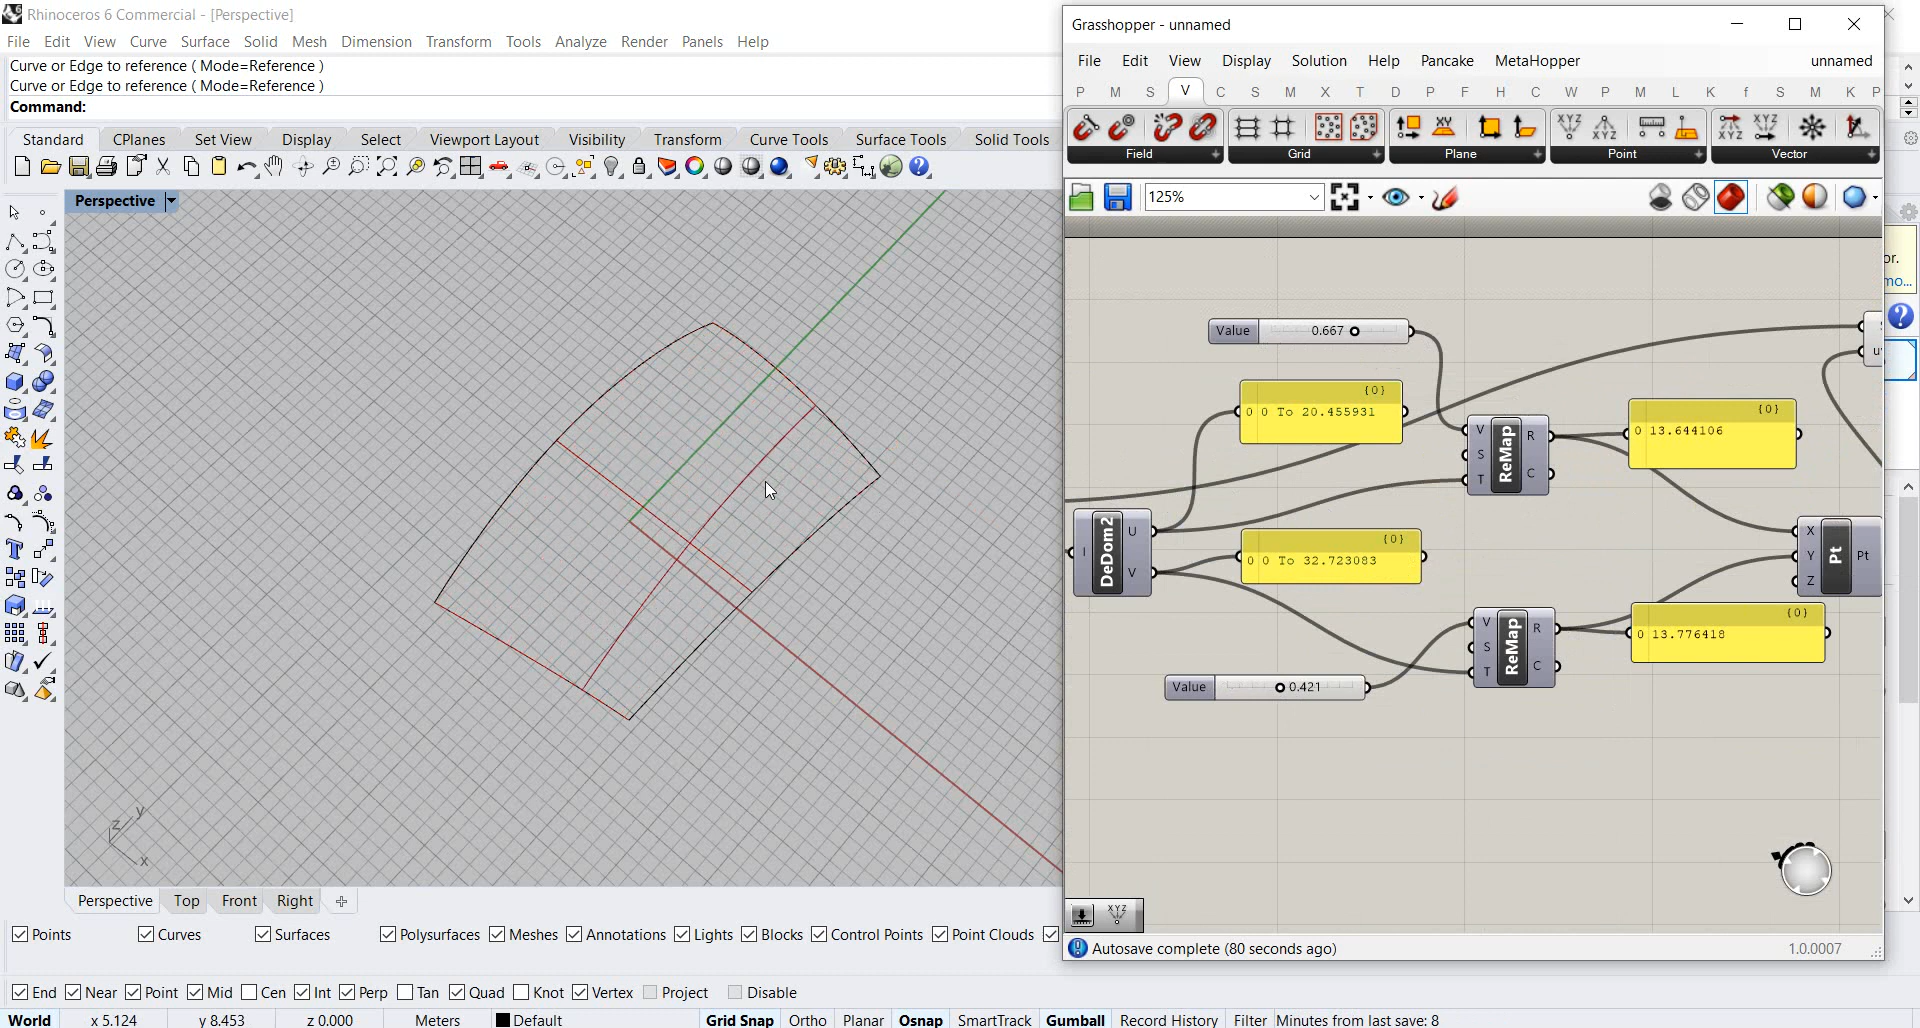 Rhinoceros 6 Commercial - [Perspective]
File Edit View Curve Surface Solid Mesh Dimension Transform Tools Analyze Render Panels Help
Curve or Edge to reference ( Mode=Reference )
Curve or Edge to reference ( Mode=Reference )
Command:
Standard CPlanes Set View Display Select Viewport Layout Visibility Transform Curve Tools Surface Tools Solid Tools
Perspective
z y x
Perspective Top Front Right
Points Curves Surfaces Polysurfaces Meshes Annotations Lights Blocks Control Points Point Clouds
End Near Point Mid Cen Int Perp Tan Quad Knot Vertex Project Disable
World x 5.124 y 8.453 z 0.000 Meters Default Grid Snap Ortho Planar Osnap SmartTrack Gumball Record History Filter Minutes from last save: 8
Grasshopper - unnamed
File Edit View Display Solution Help Pancake MetaHopper unnamed
P M S V C S M X T D P F H C W P M L K f S M K P
Field Grid Plane Point Vector
125%
Value 0.667
{0}
0 0 To 20.455931
V S T ReMap R C
{0}
0 13.644106
I DeDom2 U V
{0}
0 0 To 32.723083
X Y Z Pt Pt
V S T ReMap R C
{0}
0 13.776418
Value 0.421
XYZ
Autosave complete (80 seconds ago) 1.0.0007
or.
mo...